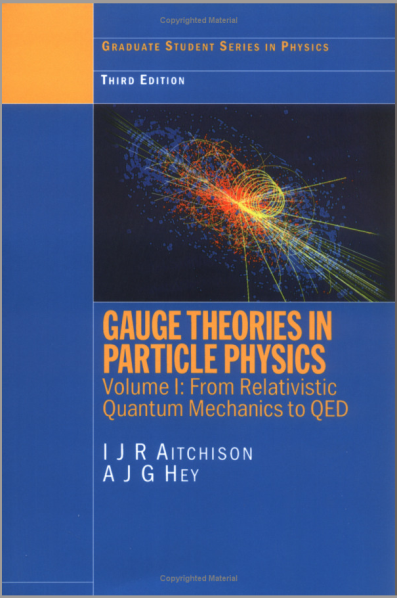 Copyrighted Material
GRADUATE STUDENT SERIES IN PHYSICS
THIRD EDITION
GAUGE THEORIES IN
PARTICLE PHYSICS
Volume I: From Relativistic
Quantum Mechanics to QED
I J R AITCHISON
A J G HEY
Copyrighted Material